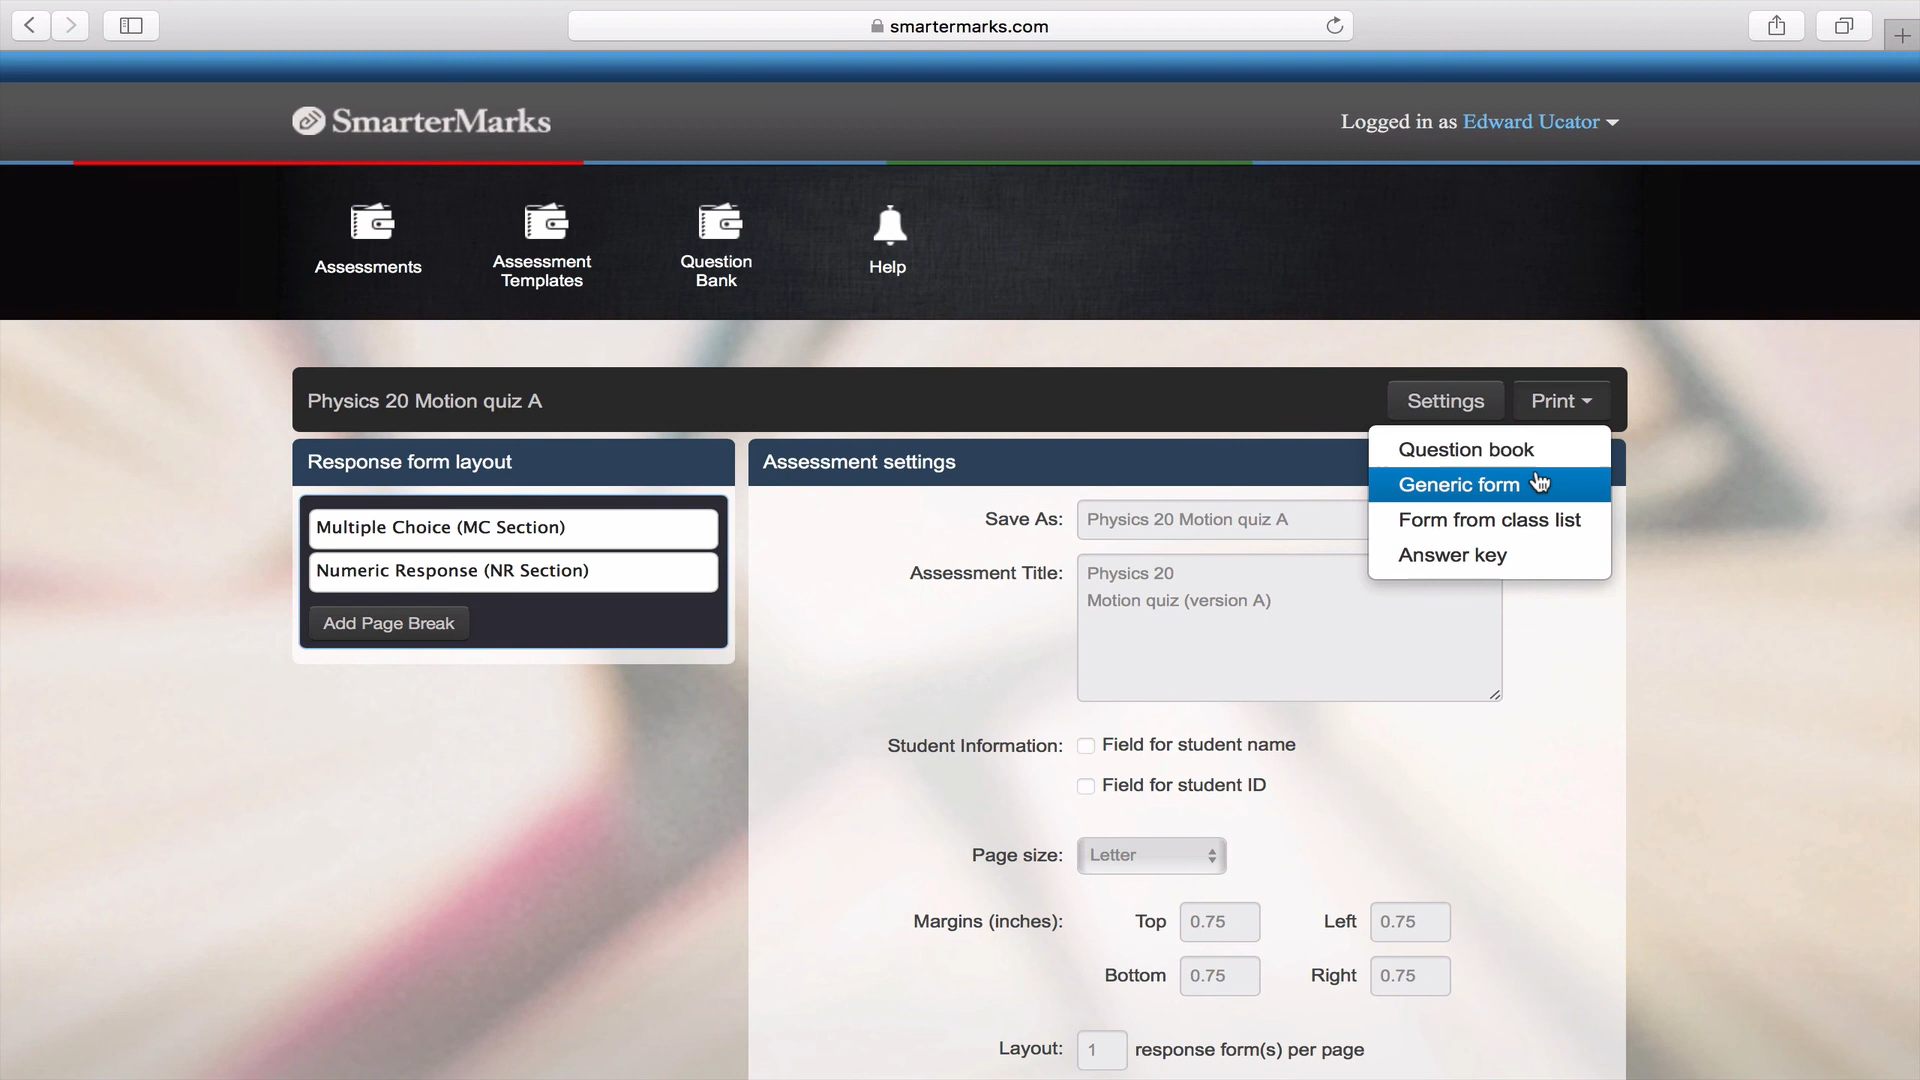 smartermarks.com
SmarterMarks
Logged in as Edward Ucator
Assessments
Assessment
Templates
Question
Bank
Help
Physics 20 Motion quiz A
Settings
Print
Question book
Generic form
Form from class list
Answer key
Response form layout
Multiple Choice (MC Section)
Numeric Response (NR Section)
Add Page Break
Assessment settings
Save As: Physics 20 Motion quiz A
Assessment Title: Physics 20
Motion quiz (version A)
Student Information: Field for student name
Field for student ID
Page size: Letter
Margins (inches): Top 0.75 Left 0.75
Bottom 0.75 Right 0.75
Layout: 1 response form(s) per page